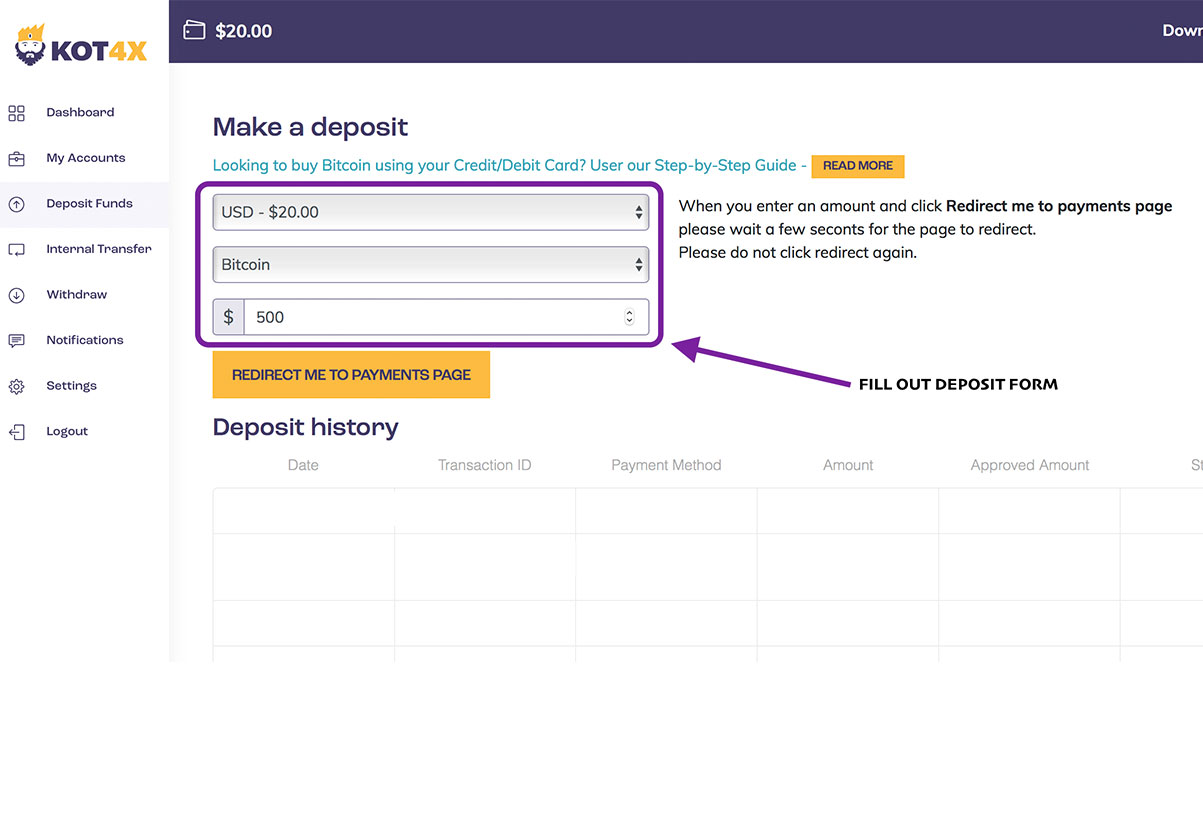 KOT4X
$20.00
Down
Dashboard
My Accounts
Deposit Funds
Internal Transfer
Withdraw
Notifications
Settings
Logout
Make a deposit
Looking to buy Bitcoin using your Credit/Debit Card? User our Step-by-Step Guide - READ MORE
USD - $20.00
Bitcoin
$ 500
When you enter an amount and click Redirect me to payments page
please wait a few seconts for the page to redirect.
Please do not click redirect again.
REDIRECT ME TO PAYMENTS PAGE
FILL OUT DEPOSIT FORM
Deposit history
Date Transaction ID Payment Method Amount Approved Amount St